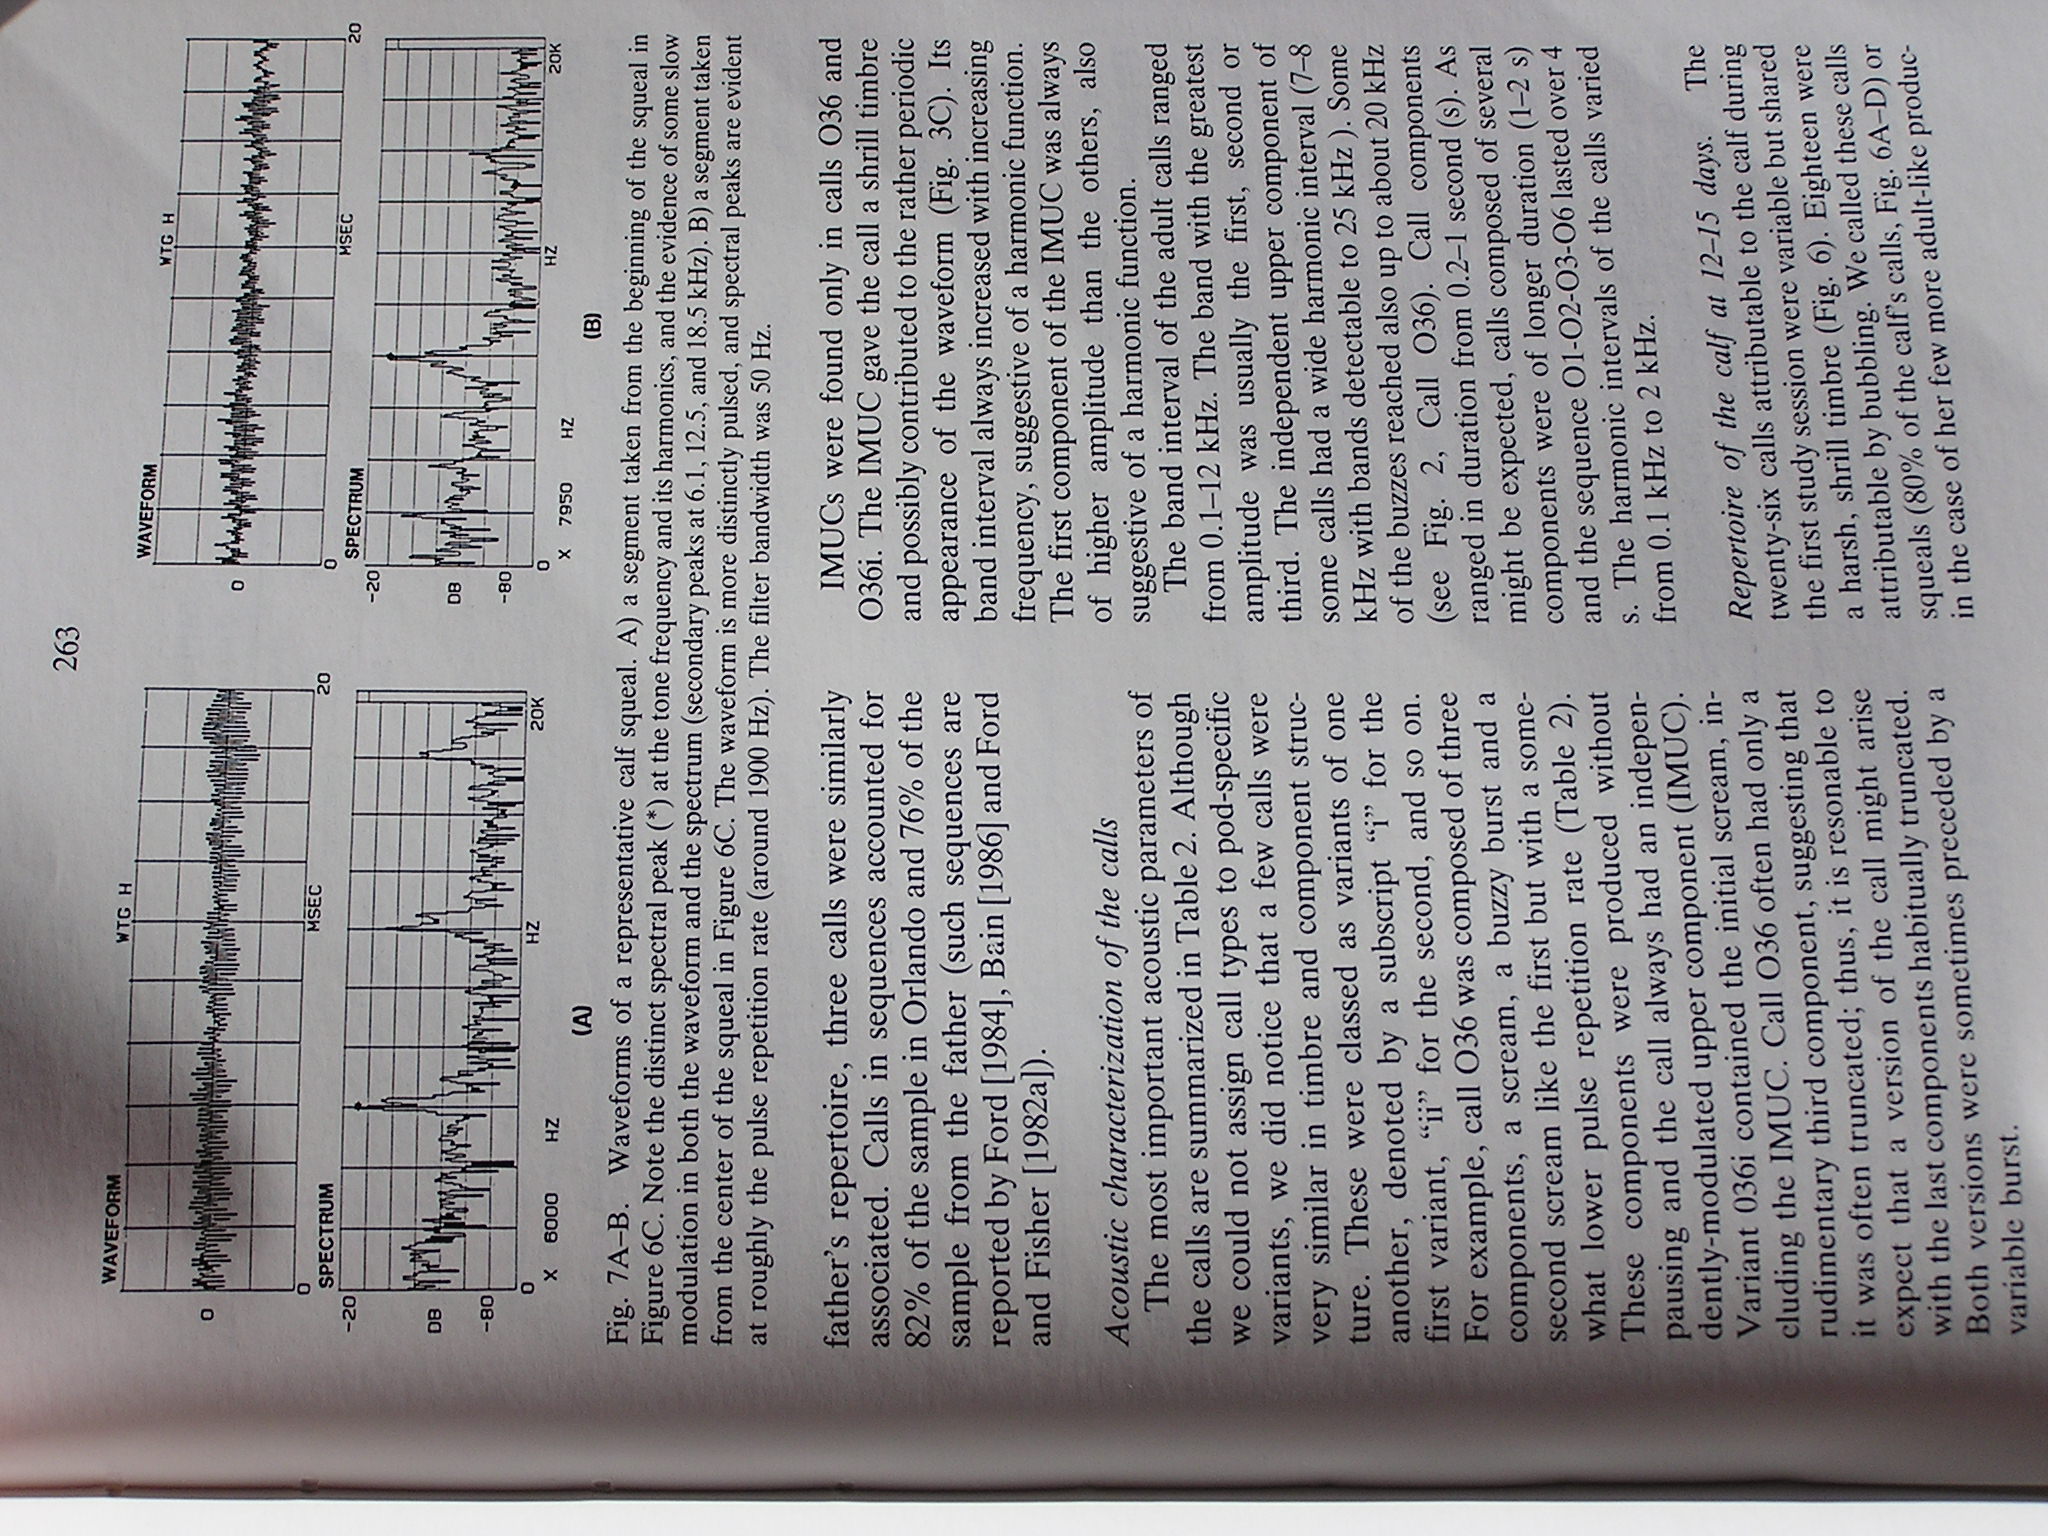 263
WAVEFORM WTG H
0
0 MSEC 20
SPECTRUM
-20
DB
-80
0 HZ 20K
X 6000 HZ
(A)
WAVEFORM WTG H
0
0 MSEC 20
SPECTRUM
-20
DB
-80
0 HZ 20K
X 7950 HZ
(B)
Fig. 7A–B. Waveforms of a representative calf squeal. A) a segment taken from the beginning of the squeal in
Figure 6C. Note the distinct spectral peak (*) at the tone frequency and its harmonics, and the evidence of some slow
modulation in both the waveform and the spectrum (secondary peaks at 6.1, 12.5, and 18.5 kHz). B) a segment taken
from the center of the squeal in Figure 6C. The waveform is more distinctly pulsed, and spectral peaks are evident
at roughly the pulse repetition rate (around 1900 Hz). The filter bandwidth was 50 Hz.
father's repertoire, three calls were similarly
associated. Calls in sequences accounted for
82% of the sample in Orlando and 76% of the
sample from the father (such sequences are
reported by Ford [1984], Bain [1986] and Ford
and Fisher [1982a]).
Acoustic characterization of the calls
The most important acoustic parameters of
the calls are summarized in Table 2. Although
we could not assign call types to pod-specific
variants, we did notice that a few calls were
very similar in timbre and component struc-
ture. These were classed as variants of one
another, denoted by a subscript “i” for the
first variant, “ii” for the second, and so on.
For example, call O36 was composed of three
components, a scream, a buzzy burst and a
second scream like the first but with a some-
what lower pulse repetition rate (Table 2).
These components were produced without
pausing and the call always had an indepen-
dently-modulated upper component (IMUC).
Variant 036i contained the initial scream, in-
cluding the IMUC. Call O36 often had only a
rudimentary third component, suggesting that
it was often truncated; thus, it is resonable to
expect that a version of the call might arise
with the last components habitually truncated.
Both versions were sometimes preceded by a
variable burst.
IMUCs were found only in calls O36 and
O36i. The IMUC gave the call a shrill timbre
and possibly contributed to the rather periodic
appearance of the waveform (Fig. 3C). Its
band interval always increased with increasing
frequency, suggestive of a harmonic function.
The first component of the IMUC was always
of higher amplitude than the others, also
suggestive of a harmonic function.
The band interval of the adult calls ranged
from 0.1–12 kHz. The band with the greatest
amplitude was usually the first, second or
third. The independent upper component of
some calls had a wide harmonic interval (7–8
kHz with bands detectable to 25 kHz ). Some
of the buzzes reached also up to about 20 kHz
(see Fig. 2, Call O36). Call components
ranged in duration from 0.2–1 second (s). As
might be expected, calls composed of several
components were of longer duration (1–2 s)
and the sequence O1-O2-O3-O6 lasted over 4
s. The harmonic intervals of the calls varied
from 0.1 kHz to 2 kHz.
Repertoire of the calf at 12–15 days. The
twenty-six calls attributable to the calf during
the first study session were variable but shared
a harsh, shrill timbre (Fig. 6). Eighteen were
attributable by bubbling. We called these calls
squeals (80% of the calf's calls, Fig. 6A–D) or
in the case of her few more adult-like produc-